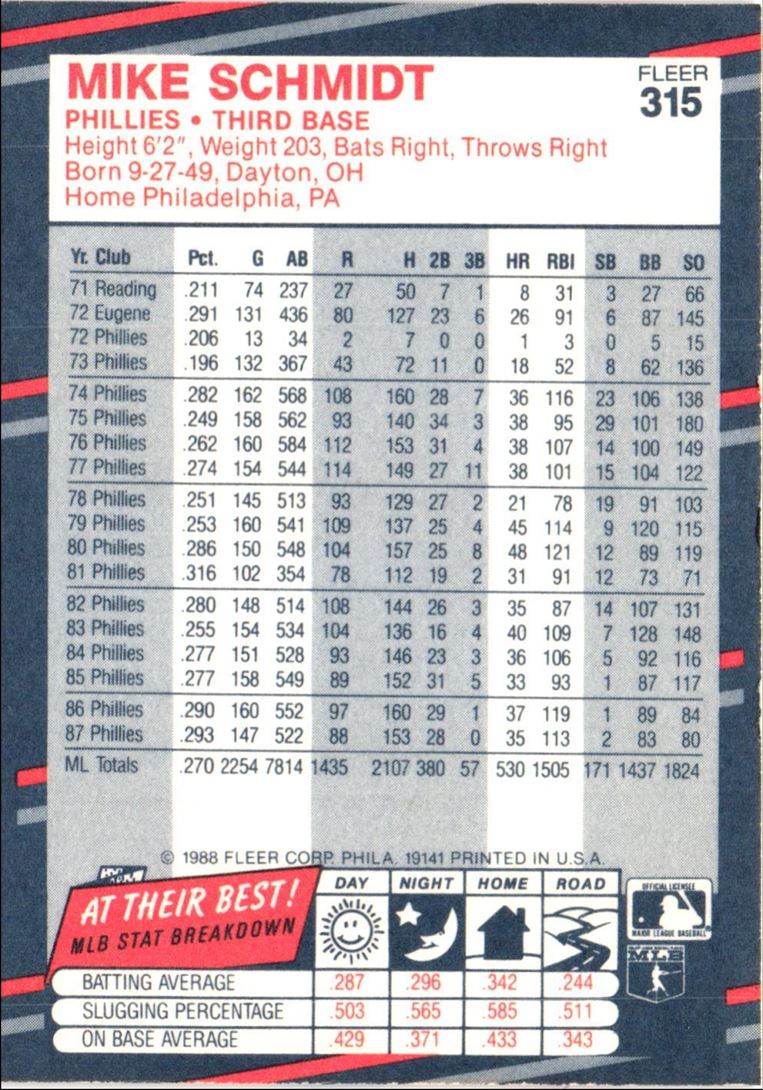 MIKE SCHMIDT
FLEER
315
PHILLIES • THIRD BASE
Height 6'2", Weight 203, Bats Right, Throws Right
Born 9-27-49, Dayton, OH
Home Philadelphia, PA
Yr. Club Pct. G AB R H 2B 3B HR RBI SB BB SO
71 Reading .211 74 237 27 50 7 1 8 31 3 27 66
72 Eugene .291 131 436 80 127 23 6 26 91 6 87 145
72 Phillies .206 13 34 2 7 0 0 1 3 0 5 15
73 Phillies .196 132 367 43 72 11 0 18 52 8 62 136
74 Phillies .282 162 568 108 160 28 7 36 116 23 106 138
75 Phillies .249 158 562 93 140 34 3 38 95 29 101 180
76 Phillies .262 160 584 112 153 31 4 38 107 14 100 149
77 Phillies .274 154 544 114 149 27 11 38 101 15 104 122
78 Phillies .251 145 513 93 129 27 2 21 78 19 91 103
79 Phillies .253 160 541 109 137 25 4 45 114 9 120 115
80 Phillies .286 150 548 104 157 25 8 48 121 12 89 119
81 Phillies .316 102 354 78 112 19 2 31 91 12 73 71
82 Phillies .280 148 514 108 144 26 3 35 87 14 107 131
83 Phillies .255 154 534 104 136 16 4 40 109 7 128 148
84 Phillies .277 151 528 93 146 23 3 36 106 5 92 116
85 Phillies .277 158 549 89 152 31 5 33 93 1 87 117
86 Phillies .290 160 552 97 160 29 1 37 119 1 89 84
87 Phillies .293 147 522 88 153 28 0 35 113 2 83 80
ML Totals .270 2254 7814 1435 2107 380 57 530 1505 171 1437 1824
© 1988 FLEER CORP. PHILA. 19141 PRINTED IN U.S.A.
AT THEIR BEST!
MLB STAT BREAKDOWN
DAY NIGHT HOME ROAD
OFFICIAL LICENSEE
MAJOR LEAGUE BASEBALL
MLB
BATTING AVERAGE .287 .296 .342 .244
SLUGGING PERCENTAGE .503 .565 .585 .511
ON BASE AVERAGE .429 .371 .433 .343